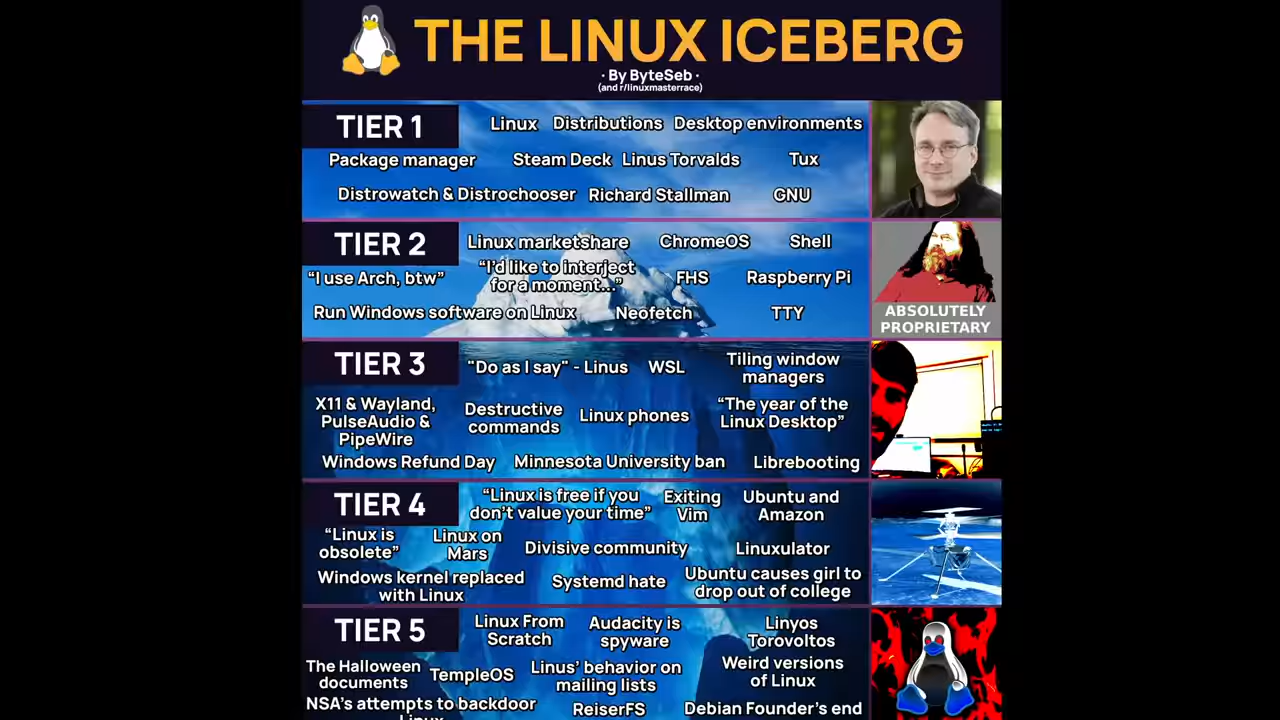 THE LINUX ICEBERG
· By ByteSeb ·
(and r/linuxmasterrace)
TIER 1
Linux Distributions Desktop environments
Package manager Steam Deck Linus Torvalds Tux
Distrowatch & Distrochooser Richard Stallman GNU
TIER 2
Linux marketshare ChromeOS Shell
“I use Arch, btw”
“I’d like to interject
for a moment...”
FHS Raspberry Pi
Run Windows software on Linux Neofetch TTY
ABSOLUTELY
PROPRIETARY
TIER 3
"Do as I say" - Linus WSL
Tiling window
managers
X11 & Wayland,
PulseAudio &
PipeWire
Destructive
commands
Linux phones
“The year of the
Linux Desktop”
Windows Refund Day Minnesota University ban Librebooting
TIER 4
“Linux is free if you
don’t value your time”
Exiting
Vim
Ubuntu and
Amazon
“Linux is
obsolete”
Linux on
Mars
Divisive community Linuxulator
Windows kernel replaced
with Linux
Systemd hate
Ubuntu causes girl to
drop out of college
TIER 5
Linux From
Scratch
Audacity is
spyware
Linyos
Torovoltos
The Halloween
documents
TempleOS
Linus’ behavior on
mailing lists
Weird versions
of Linux
NSA’s attempts to backdoor
Linux
ReiserFS Debian Founder’s end